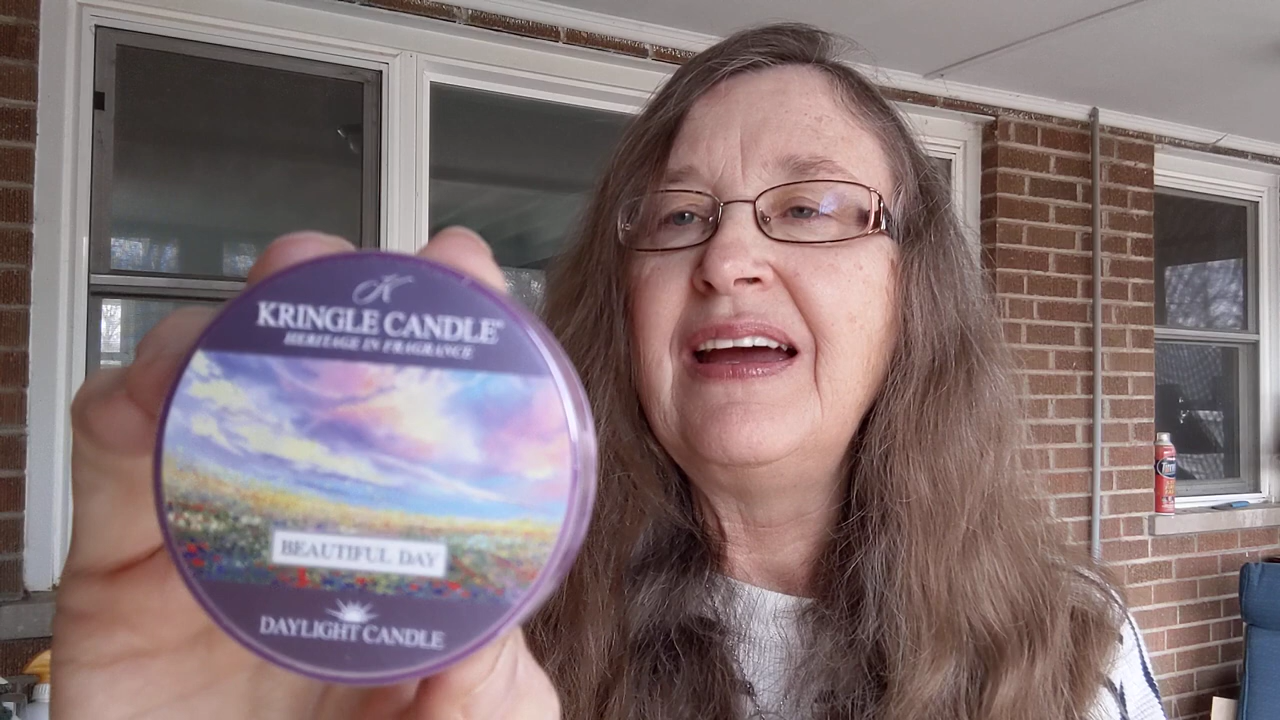 K
KRINGLE CANDLE®
HERITAGE IN FRAGRANCE
BEAUTIFUL DAY
DAYLIGHT CANDLE